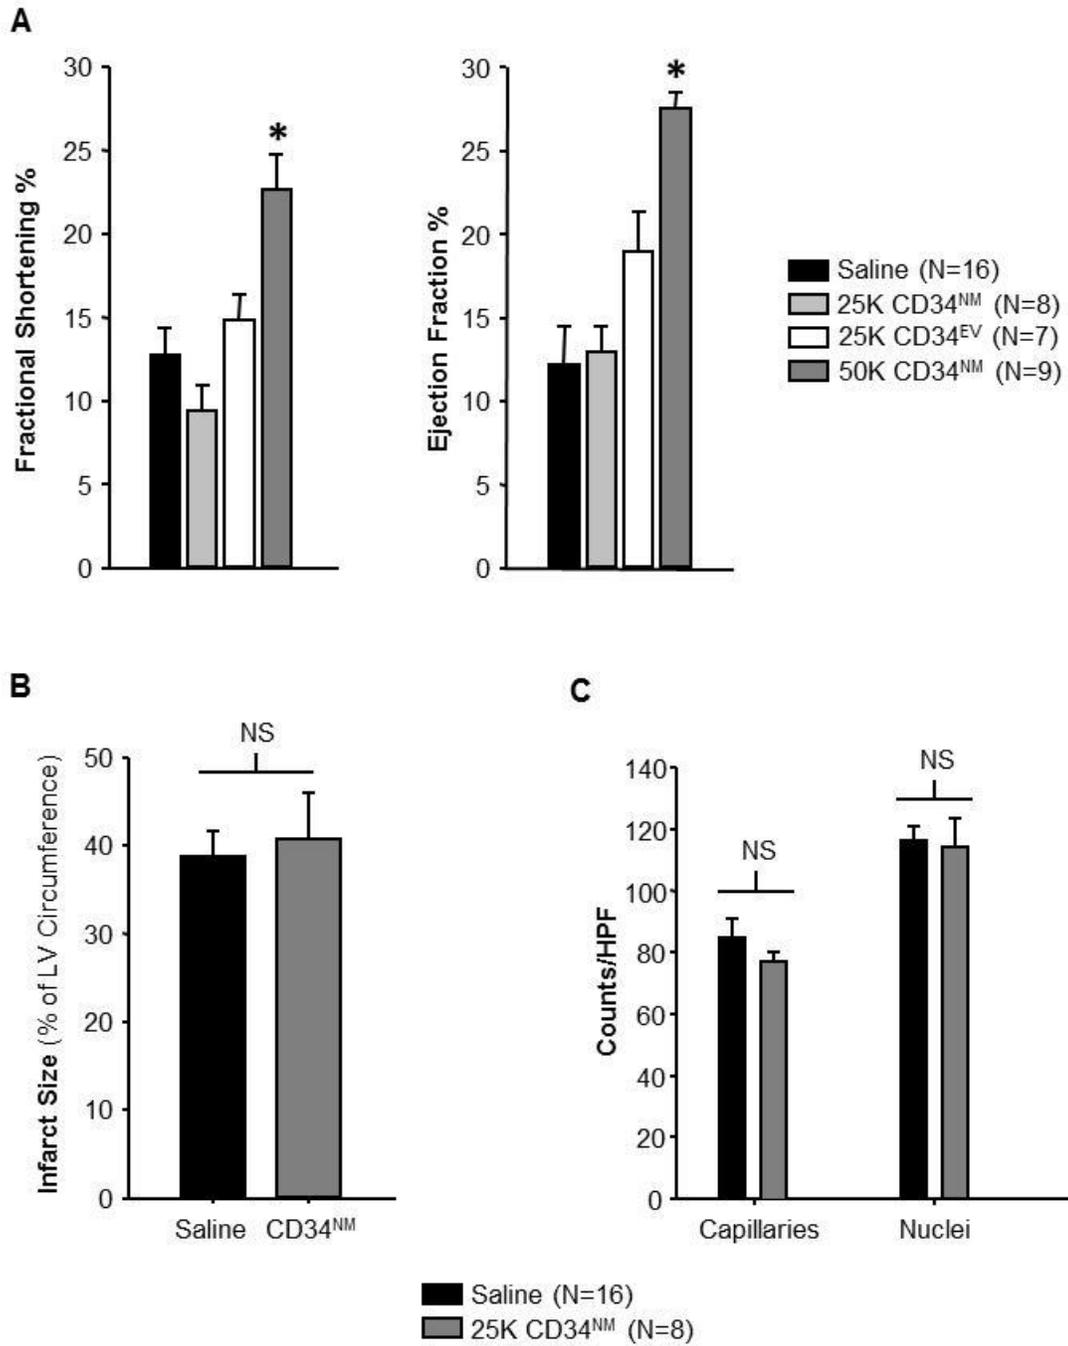 A
30
25
20
15
10
5
0
Fractional Shortening %
*
30
25
20
15
10
5
0
Ejection Fraction %
*
Saline (N=16)
25K CD34ᴺᴹ (N=8)
25K CD34ᴱⱽ (N=7)
50K CD34ᴺᴹ (N=9)
B
NS
50
40
30
20
10
0
Infarct Size (% of LV Circumference)
Saline CD34ᴺᴹ
C
NS
NS
140
120
100
80
60
40
20
0
Counts/HPF
Capillaries Nuclei
Saline (N=16)
25K CD34ᴺᴹ (N=8)